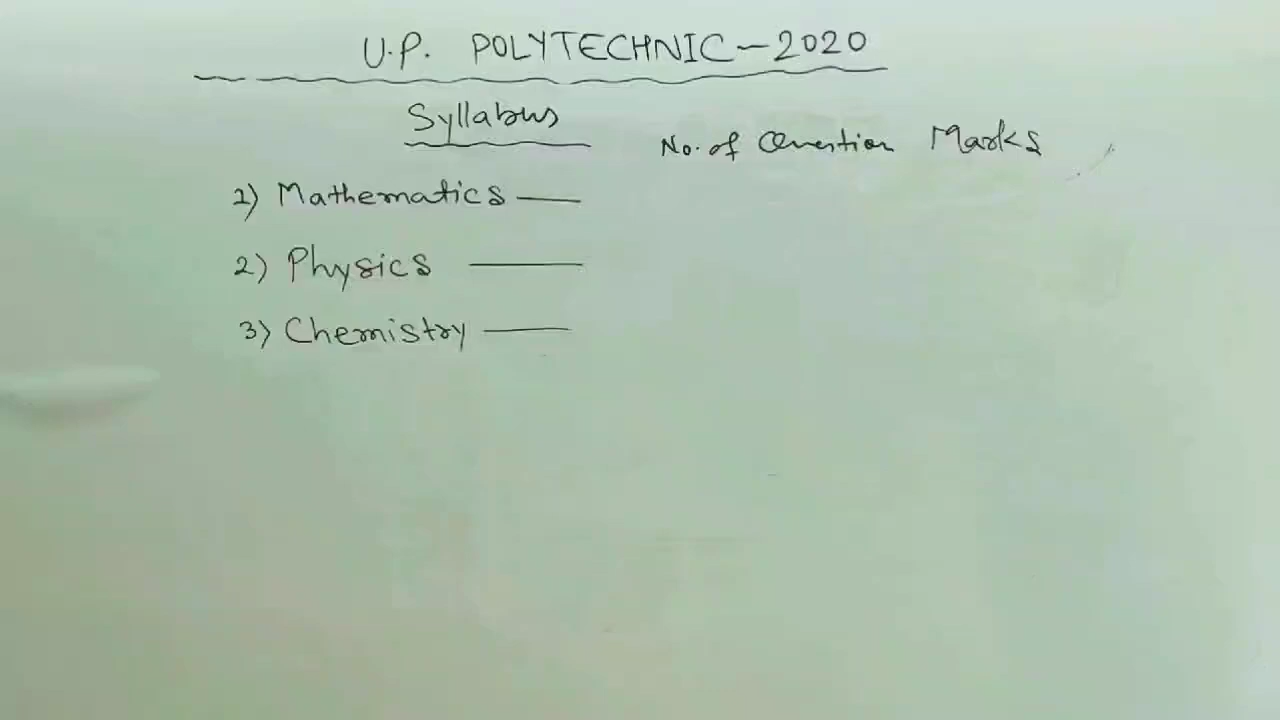 U.P. POLYTECHNIC-2020
Syllabus
No. of Question Marks
1) Mathematics —
2) Physics —
3) Chemistry —